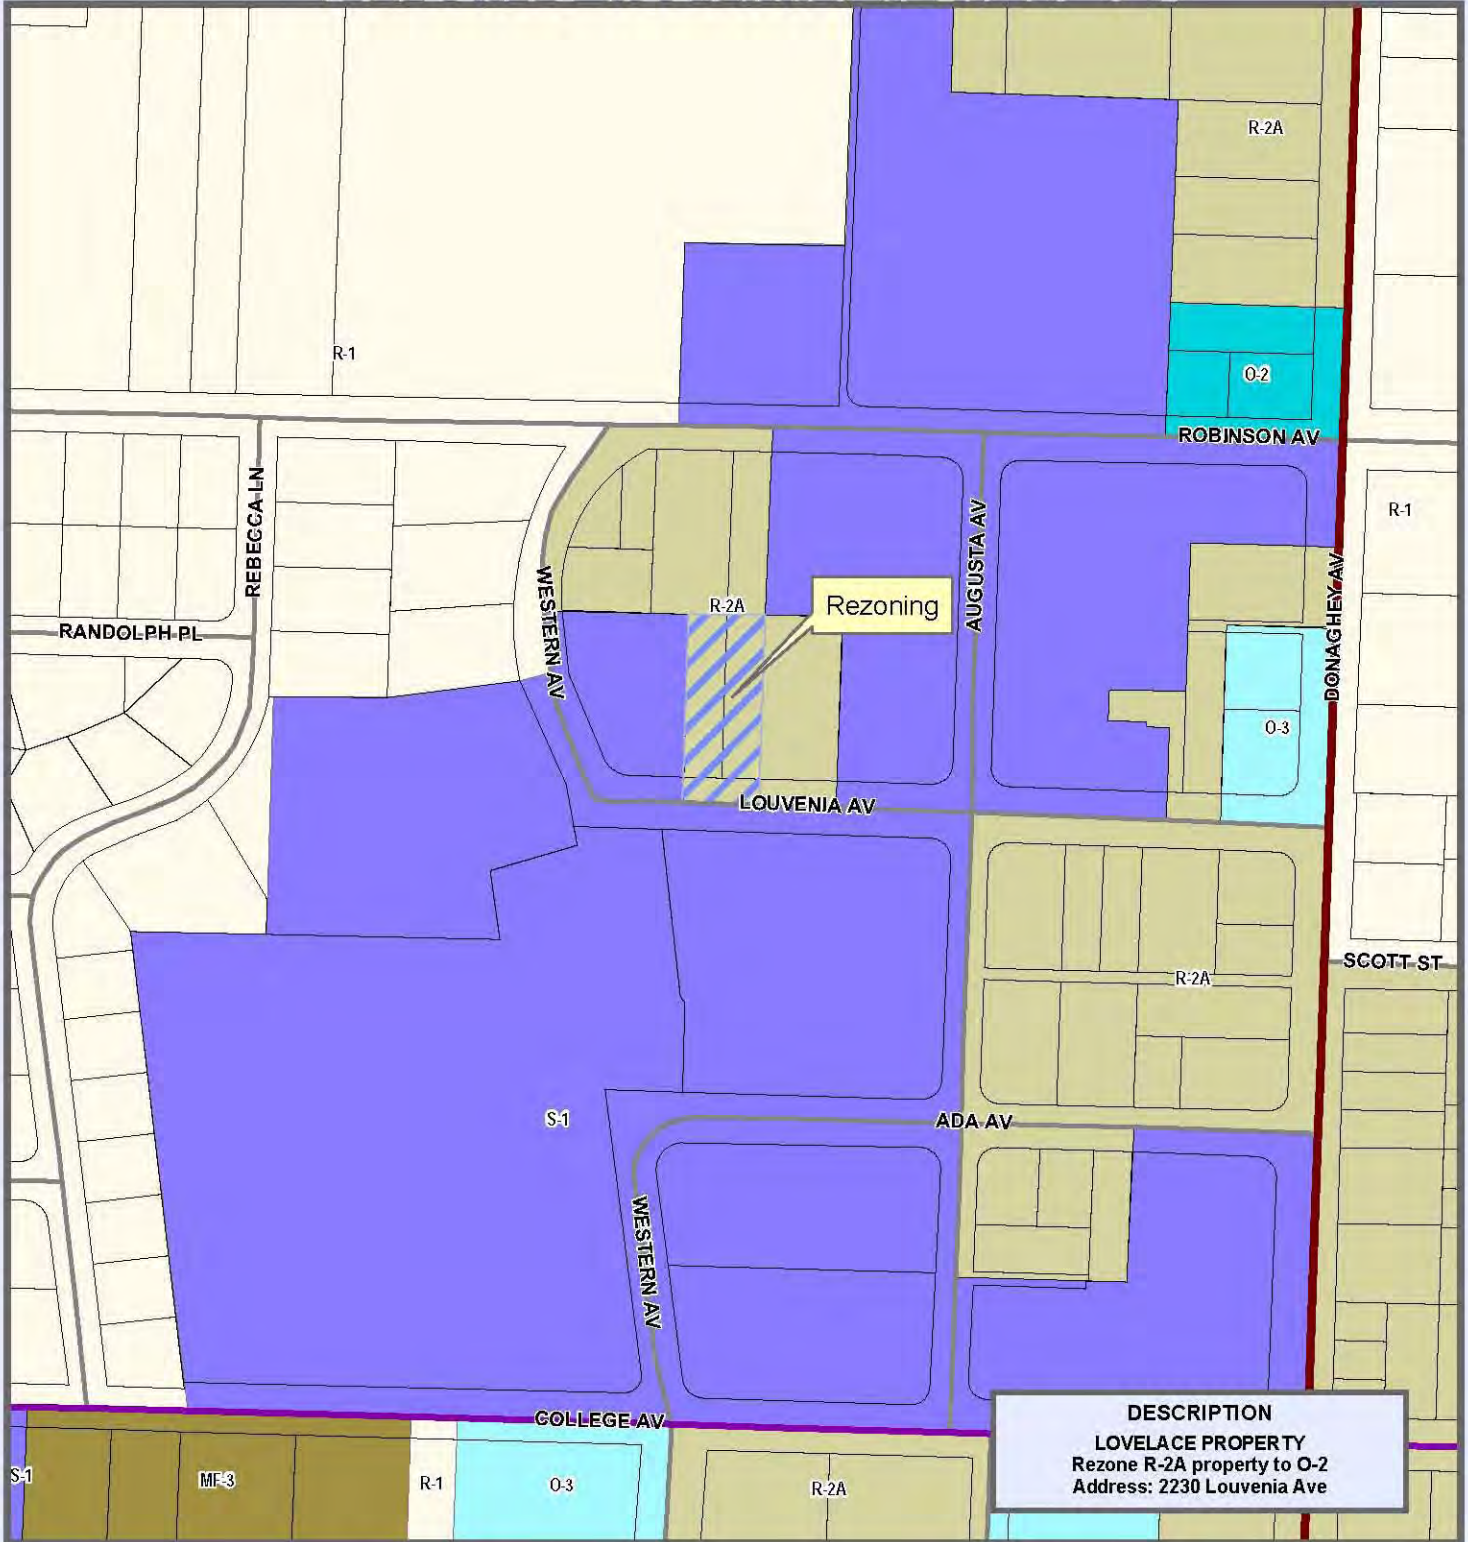 R-2A
R-1
O-2
ROBINSON AV
REBECCA LN
R-1
AUGUSTA AV
WESTERN AV
DONAGHEY AV
R-2A
Rezoning
RANDOLPH PL
O-3
LOUVENIA AV
SCOTT ST
R-2A
S-1
ADA AV
WESTERN AV
COLLEGE AV
DESCRIPTION
LOVELACE PROPERTY
Rezone R-2A property to O-2
Address: 2230 Louvenia Ave
S-1
MF-3
R-1
O-3
R-2A